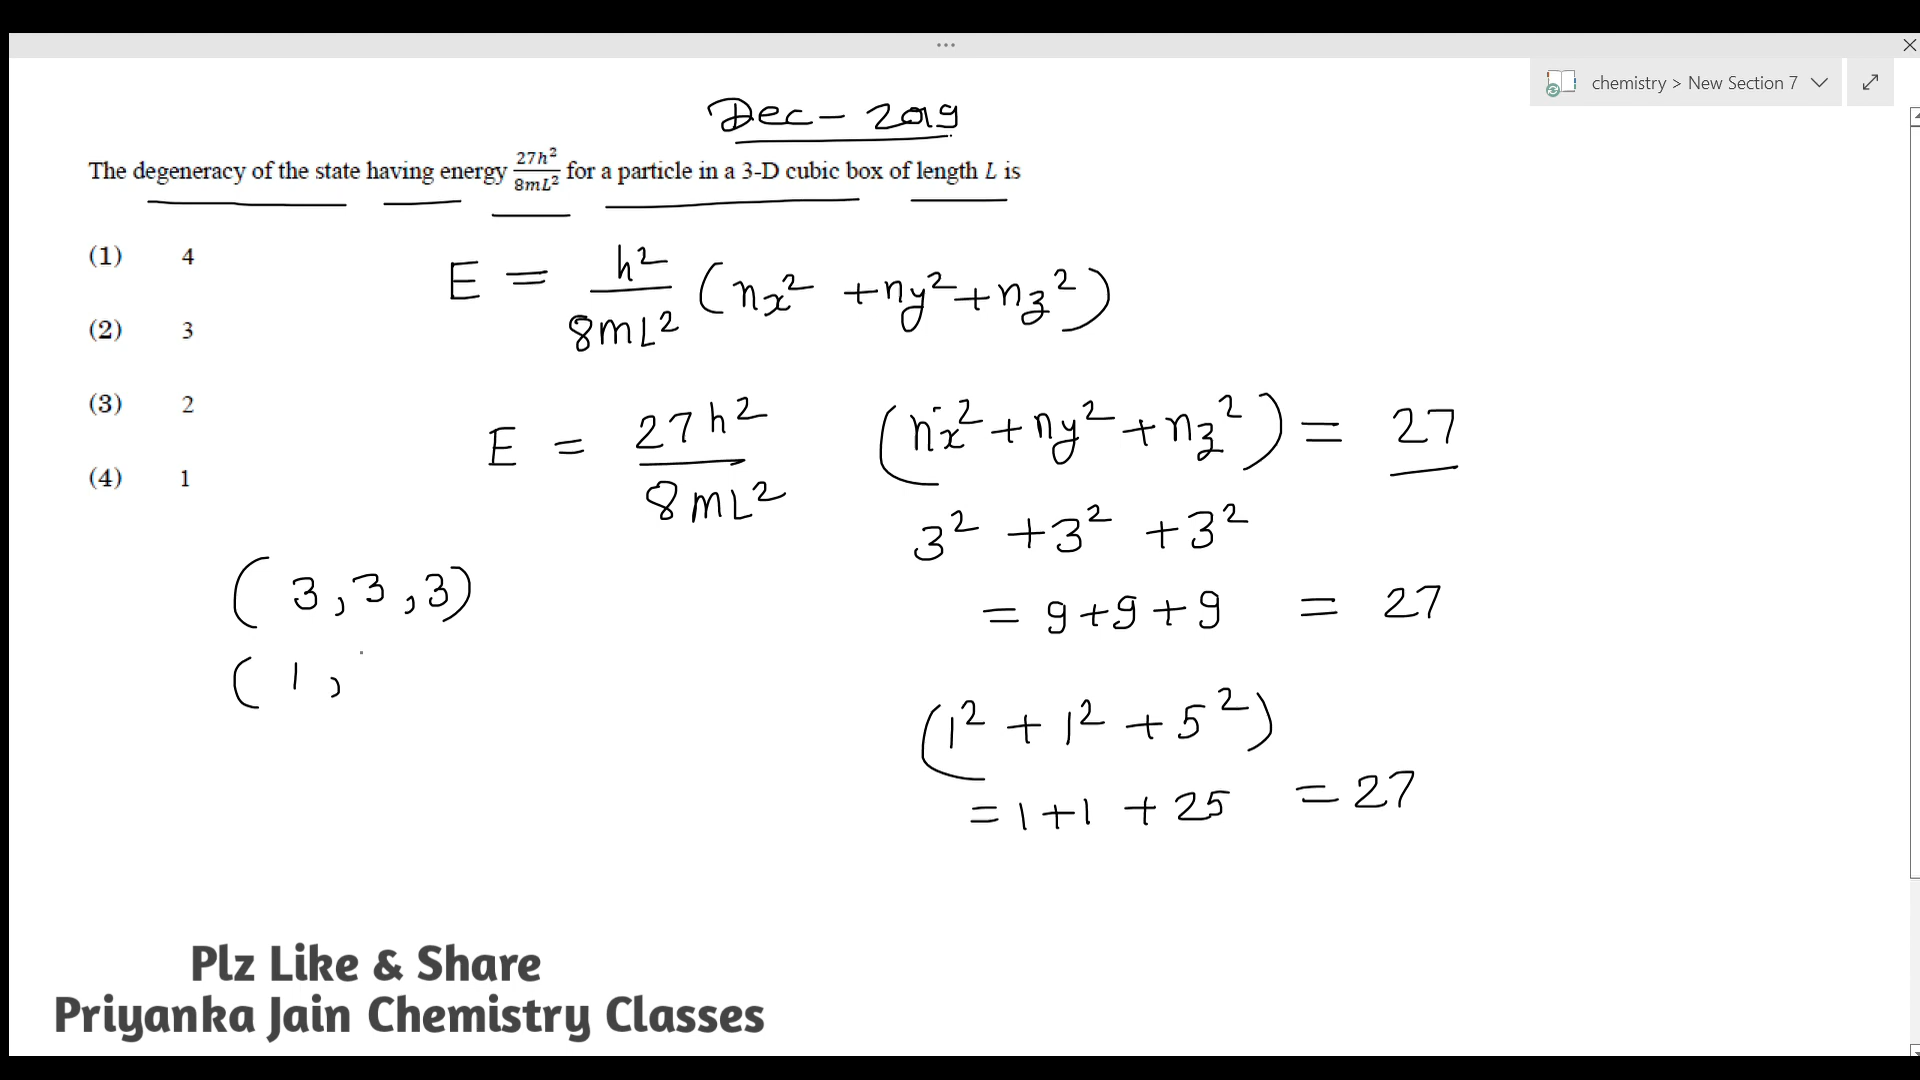 chemistry > New Section 7
Dec - 2019
The degeneracy of the state having energy 27h²/8mL² for a particle in a 3-D cubic box of length L is
(1) 4
(2) 3
(3) 2
(4) 1
E = h²/8mL² (nx² + ny² + nz²)
E = 27h²/8mL²
(nx² + ny² + nz²) = 27
3² + 3² + 3²
= 9 + 9 + 9 = 27
(1² + 1² + 5²)
= 1 + 1 + 25 = 27
(3, 3, 3)
(1,
Plz Like & Share
Priyanka Jain Chemistry Classes